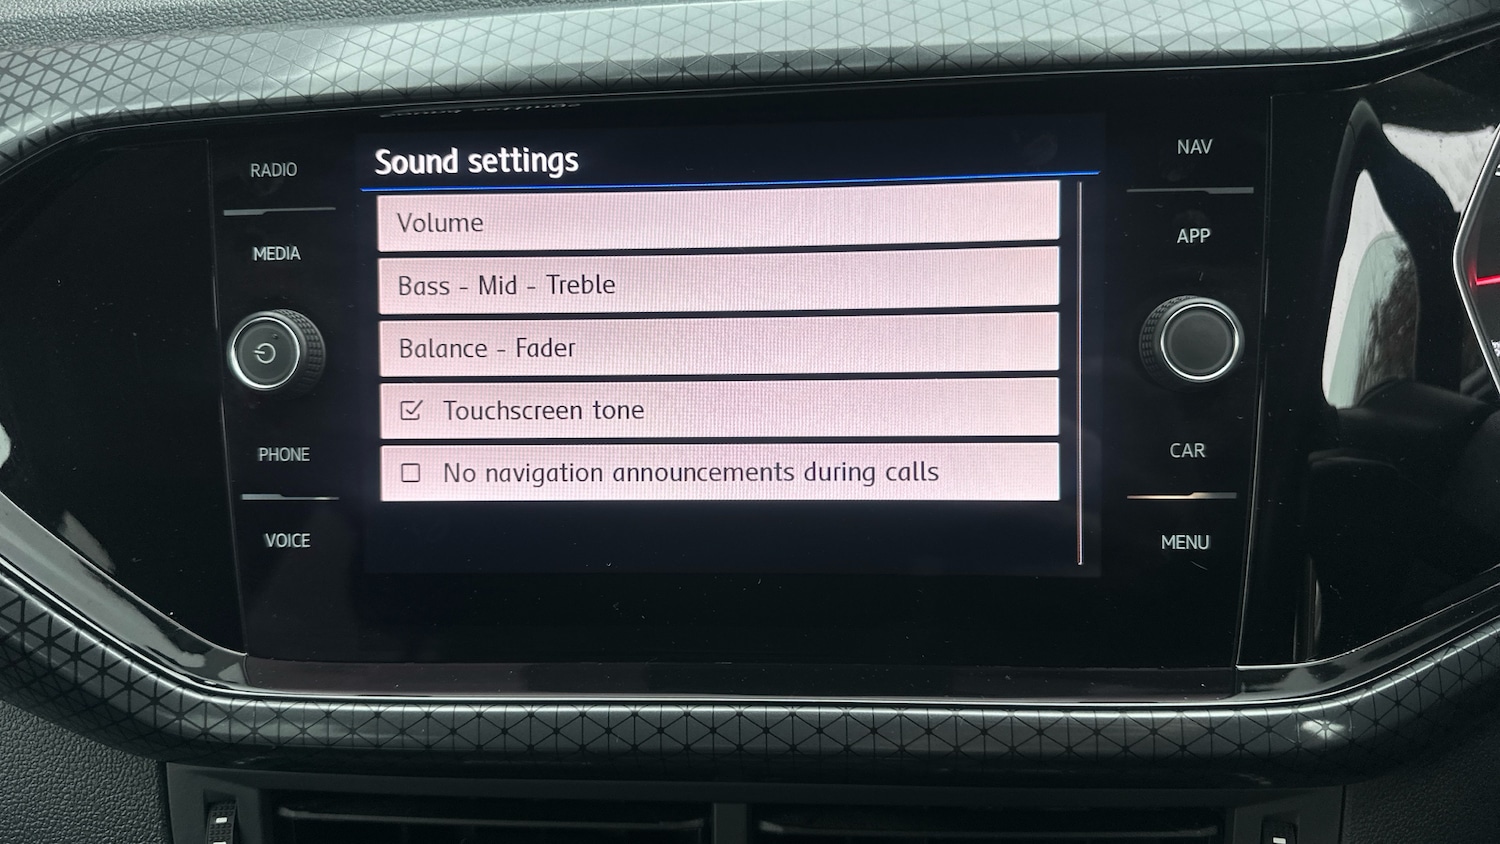 Sound settings
RADIO
MEDIA
PHONE
VOICE
Volume
Bass - Mid - Treble
Balance - Fader
Touchscreen tone
No navigation announcements during calls
NAV
APP
CAR
MENU